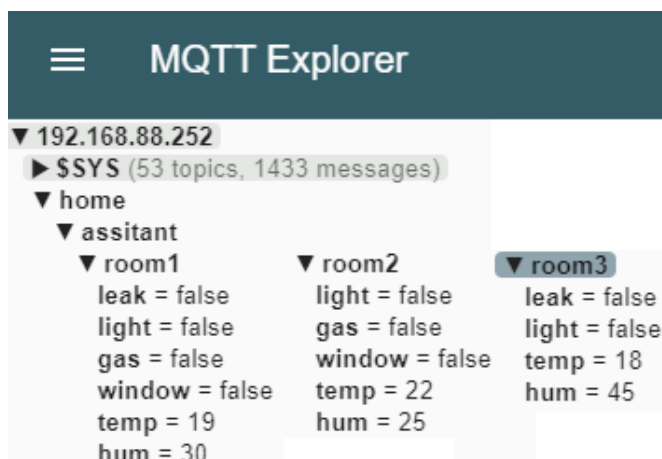 MQTT Explorer
▼ 192.168.88.252
▶ $SYS (53 topics, 1433 messages)
▼ home
▼ assitant
▼ room1
leak = false
light = false
gas = false
window = false
temp = 19
hum = 30
▼ room2
light = false
gas = false
window = false
temp = 22
hum = 25
▼ room3
leak = false
light = false
temp = 18
hum = 45